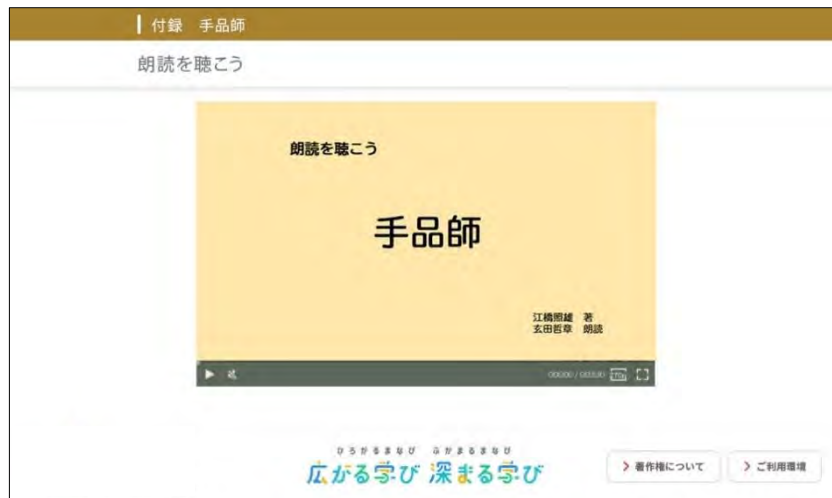 付録 手品師
朗読を聴こう
朗読を聴こう
手品師
江橋照雄 著
玄田哲章 朗読
ひろがるまなび ふかまるまなび
広がる学び 深まる学び
著作権について
ご利用環境